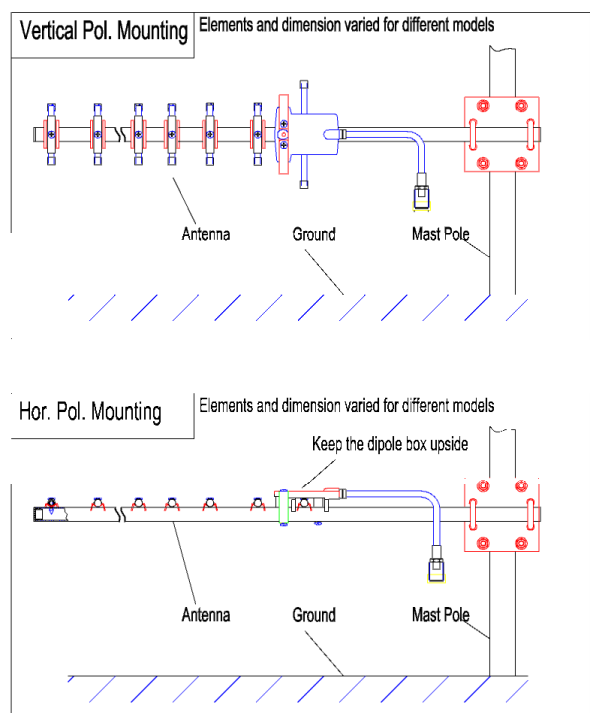 Vertical Pol. Mounting
Elements and dimension varied for different models
Antenna
Ground
Mast Pole
Hor. Pol. Mounting
Elements and dimension varied for different models
Keep the dipole box upside
Antenna
Ground
Mast Pole